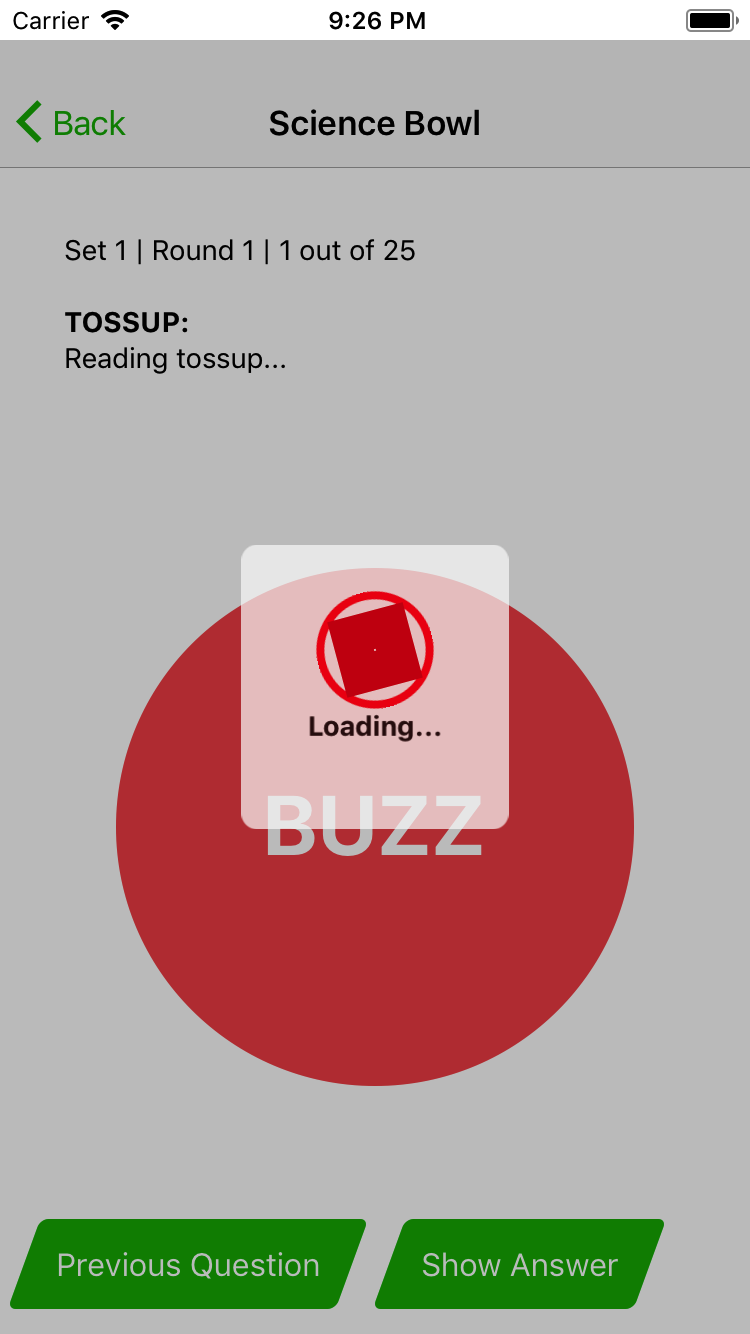 Carrier 9:26 PM
Back Science Bowl
Set 1 | Round 1 | 1 out of 25
TOSSUP:
Reading tossup...
Loading...
BUZZ
Previous Question Show Answer